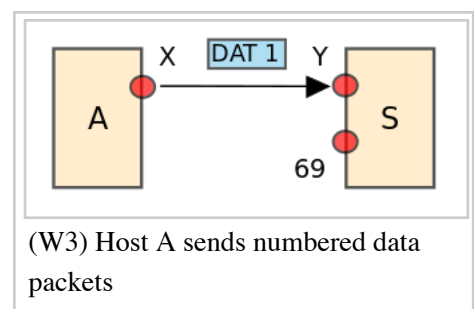 X DAT 1 Y
A S
69
(W3) Host A sends numbered data
packets